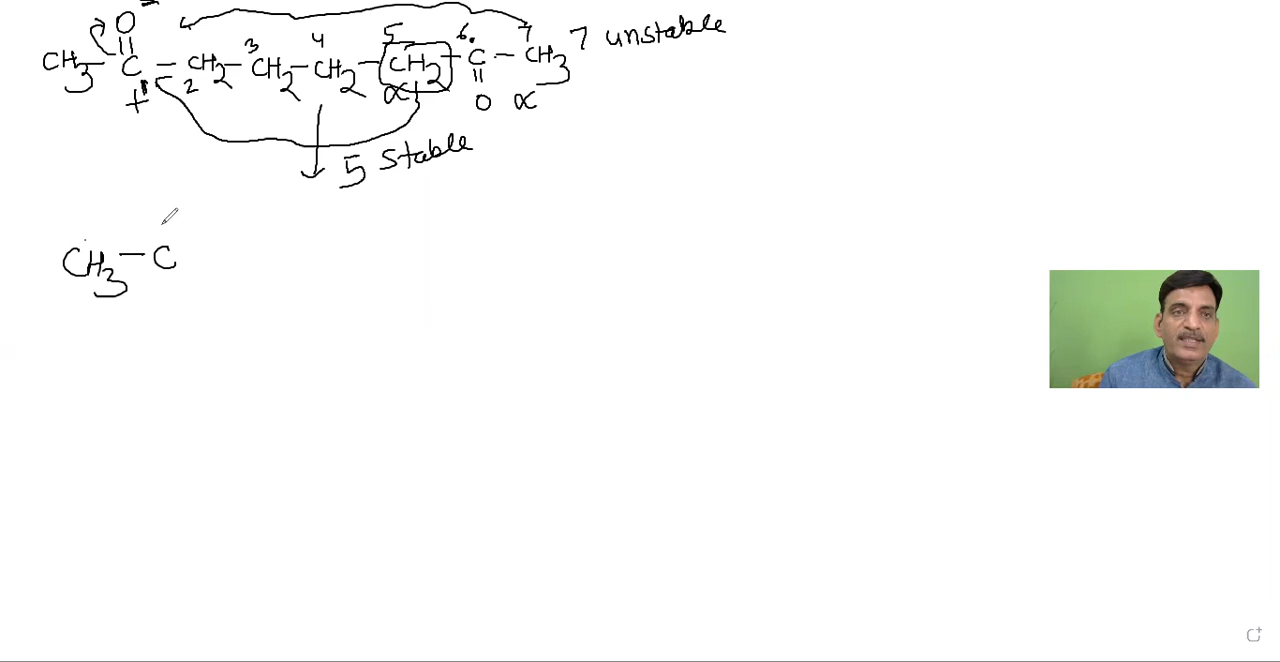 O
CH3 – C – CH2 – CH2 – CH2 – CH2 – C – CH3 7 unstable
+ 1 2 3 4 5 6 7
α O α
5 stable
CH3 – C